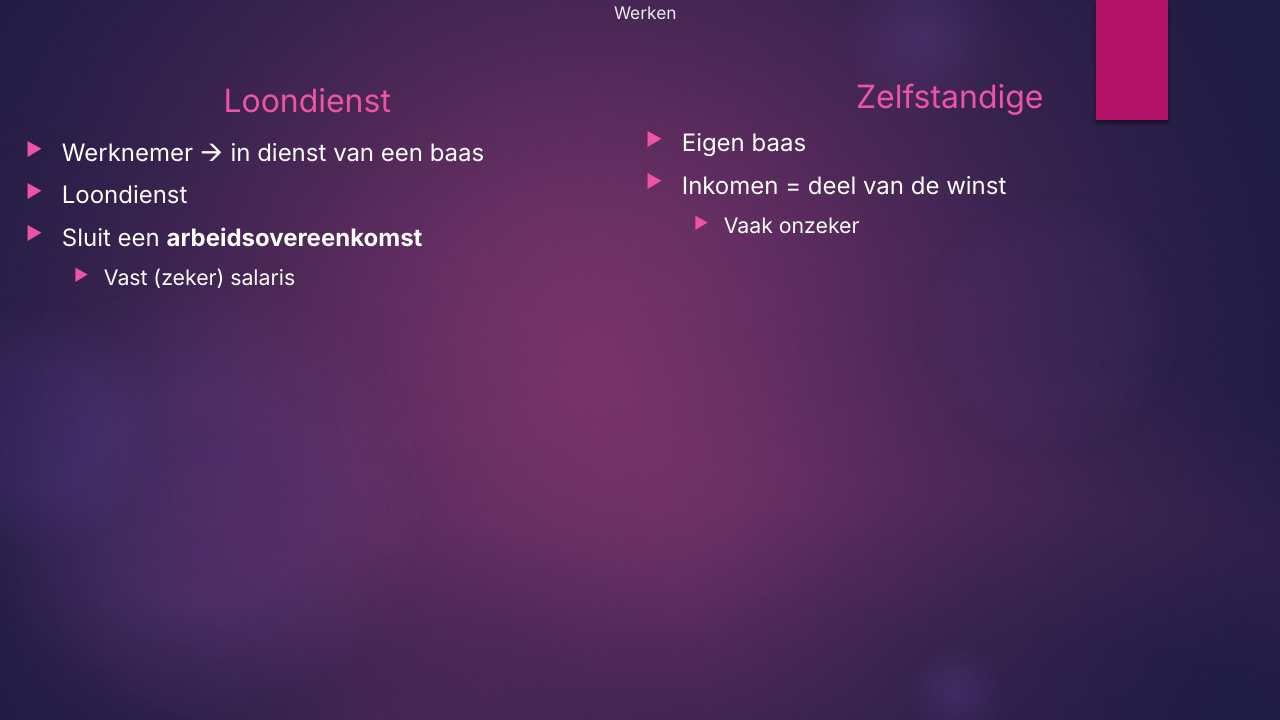 Werken
Loondienst
Werknemer → in dienst van een baas
Loondienst
Sluit een arbeidsovereenkomst
Vast (zeker) salaris
Zelfstandige
Eigen baas
Inkomen = deel van de winst
Vaak onzeker